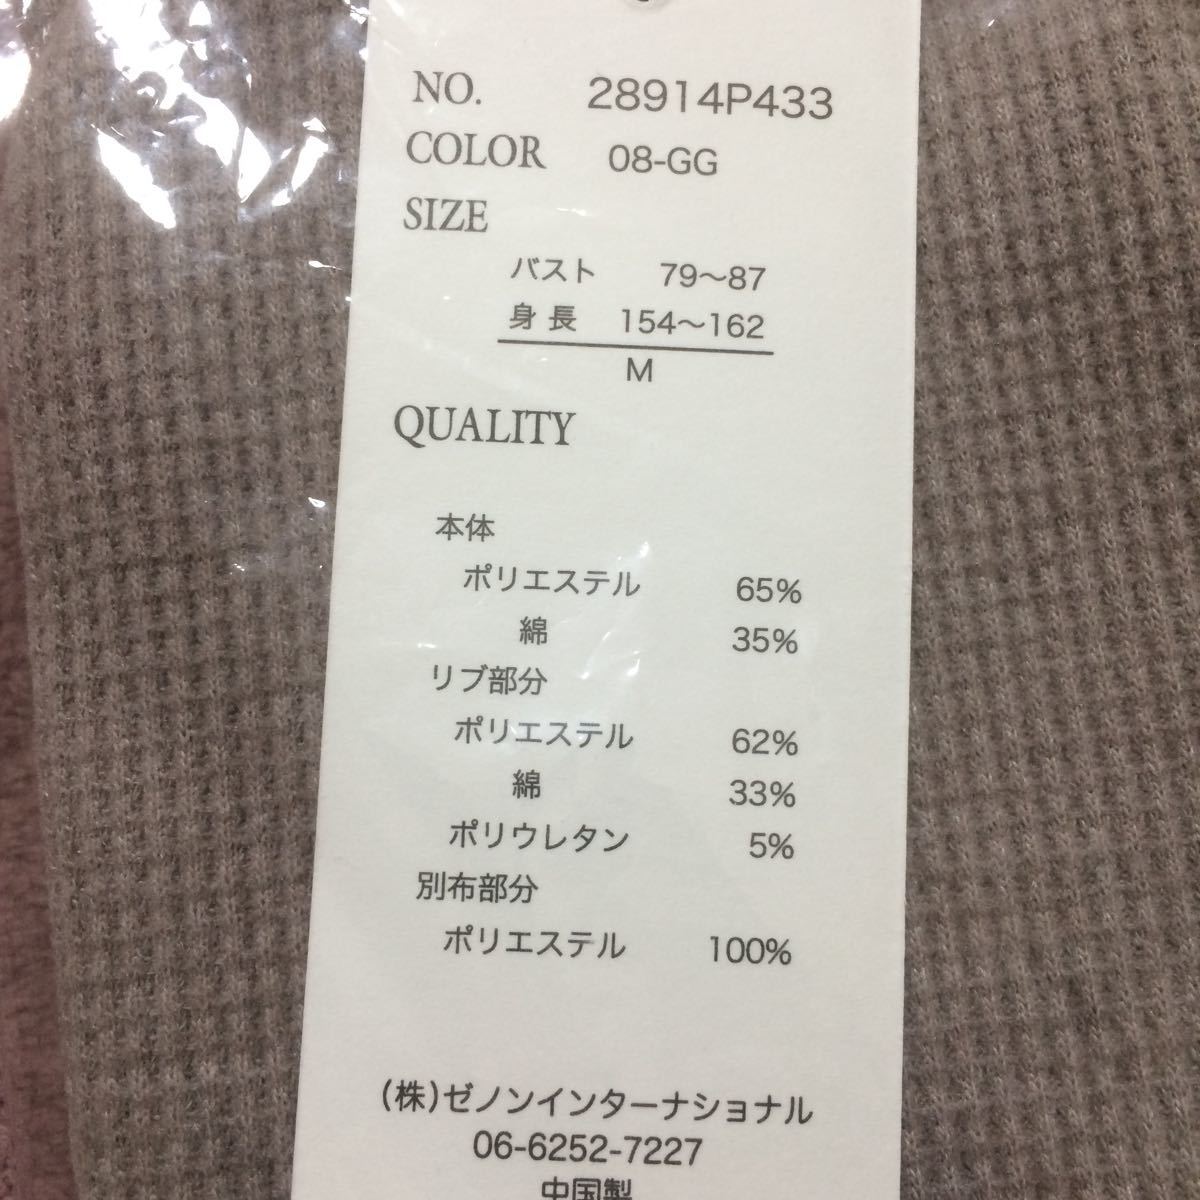 NO. 28914P433
COLOR 08-GG
SIZE
バスト 79～87
身長 154～162
M
QUALITY
本体
ポリエステル 65%
綿 35%
リブ部分
ポリエステル 62%
綿 33%
ポリウレタン 5%
別布部分
ポリエステル 100%
(株)ゼノンインターナショナル
06-6252-7227
中国製